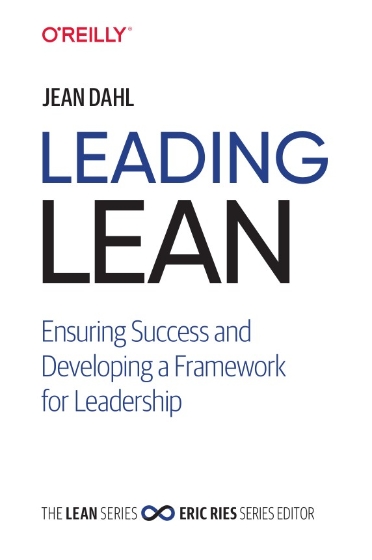 O'REILLY®
JEAN DAHL
LEADING
LEAN
Ensuring Success and
Developing a Framework
for Leadership
THE LEAN SERIES ERIC RIES SERIES EDITOR